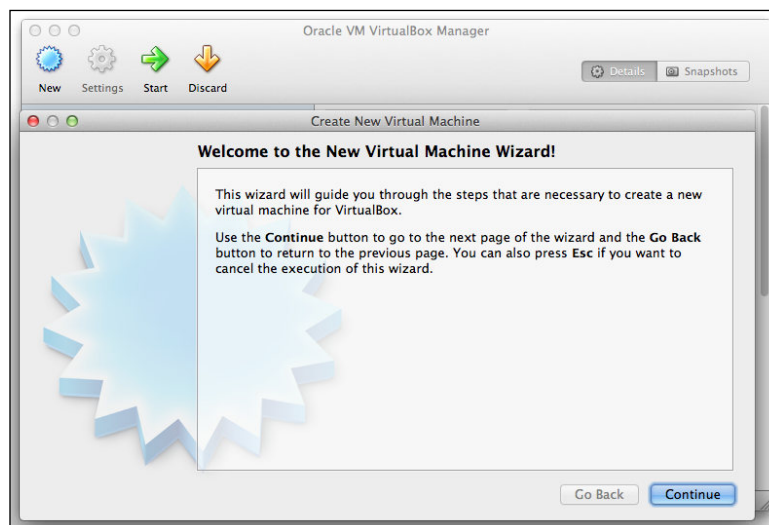 Oracle VM VirtualBox Manager
New Settings Start Discard
Details Snapshots
Create New Virtual Machine
Welcome to the New Virtual Machine Wizard!
This wizard will guide you through the steps that are necessary to create a new
virtual machine for VirtualBox.
Use the Continue button to go to the next page of the wizard and the Go Back
button to return to the previous page. You can also press Esc if you want to
cancel the execution of this wizard.
Go Back Continue